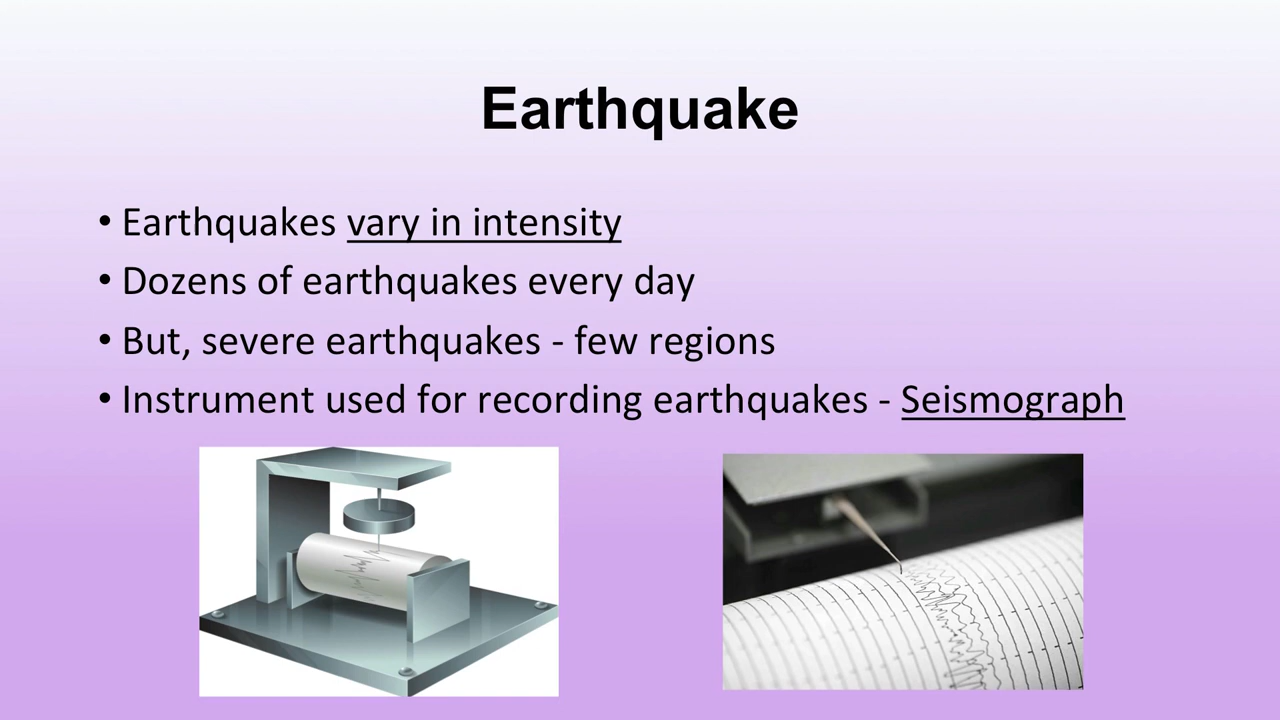 Earthquake
• Earthquakes vary in intensity
• Dozens of earthquakes every day
• But, severe earthquakes - few regions
• Instrument used for recording earthquakes - Seismograph